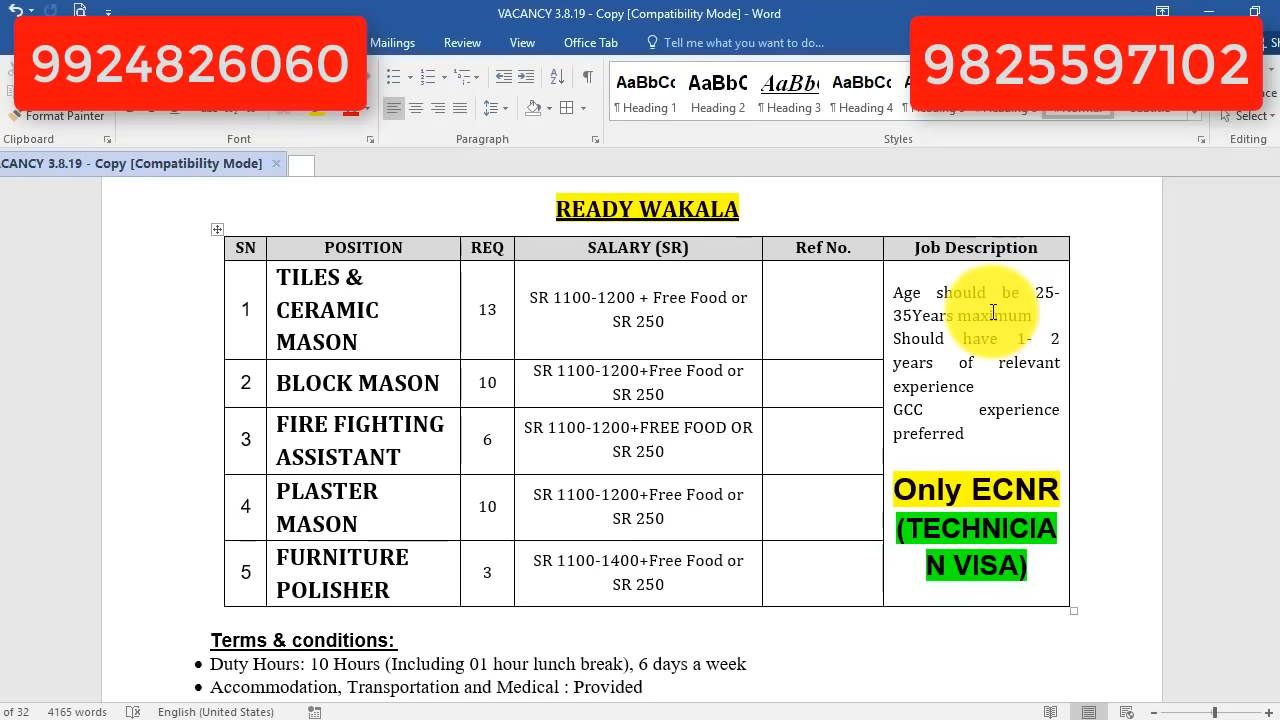 VACANCY 3.8.19 - Copy [Compatibility Mode] - Word
9924826060
9825597102
Mailings Review View Office Tab Tell me what you want to do...
AaBbCc AaBbCc AaBbC AaBbCc
Format Painter ¶ Heading 1 Heading 2 ¶ Heading 3 ¶ Heading 4 Select
Clipboard Font Paragraph Styles Editing
ACANCY 3.8.19 - Copy [Compatibility Mode]
READY WAKALA
SN POSITION REQ SALARY (SR) Ref No. Job Description
1 TILES & CERAMIC MASON 13 SR 1100-1200 + Free Food or SR 250
2 BLOCK MASON 10 SR 1100-1200+Free Food or SR 250
3 FIRE FIGHTING ASSISTANT 6 SR 1100-1200+FREE FOOD OR SR 250
4 PLASTER MASON 10 SR 1100-1200+Free Food or SR 250
5 FURNITURE POLISHER 3 SR 1100-1400+Free Food or SR 250
Age should be 25-
35Years maximum
Should have 1- 2
years of relevant
experience
GCC experience
preferred
Only ECNR
(TECHNICIA
N VISA)
Terms & conditions:
• Duty Hours: 10 Hours (Including 01 hour lunch break), 6 days a week
• Accommodation, Transportation and Medical : Provided
of 32 4165 words English (United States)